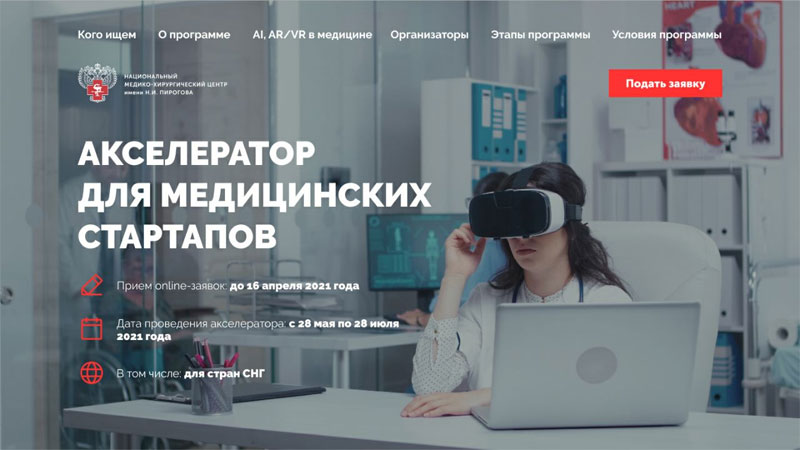 Кого ищем О программе AI, AR/VR в медицине Организаторы Этапы программы Условия программы
НАЦИОНАЛЬНЫЙ
МЕДИКО-ХИРУРГИЧЕСКИЙ ЦЕНТР
имени Н.И. ПИРОГОВА
Подать заявку
АКСЕЛЕРАТОР
ДЛЯ МЕДИЦИНСКИХ
СТАРТАПОВ
Прием online-заявок: до 16 апреля 2021 года
Дата проведения акселератора: с 28 мая по 28 июля
2021 года
В том числе: для стран СНГ